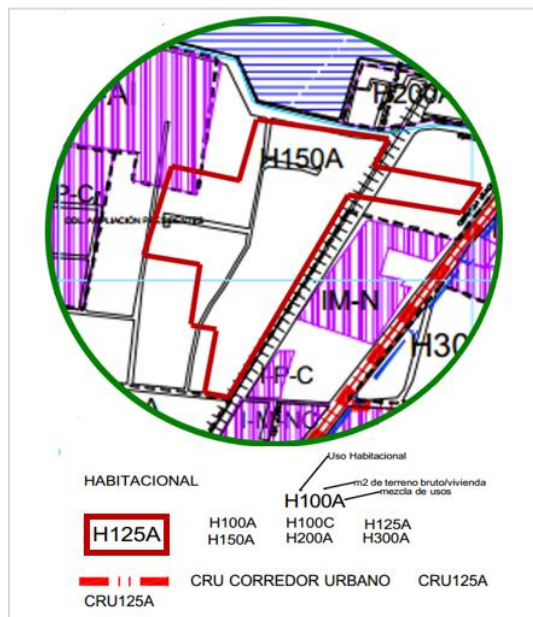 H150A
P-C
IM-N
H30
I-P-C
Uso Habitacional
HABITACIONAL
m2 de terreno bruto/vivienda
H100A
mezcla de usos
H125A
H100A H100C H125A
H150A H200A H300A
CRU CORREDOR URBANO CRU125A
CRU125A